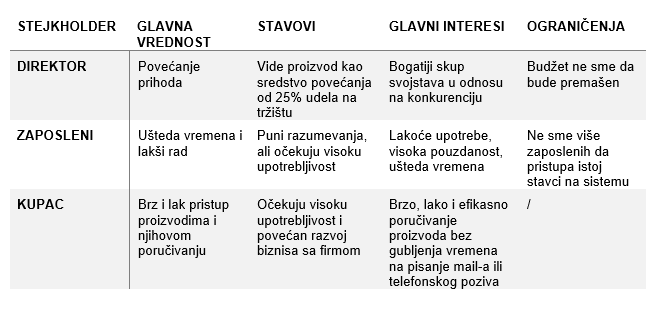 STEJKHOLDER GLAVNA VREDNOST STAVOVI GLAVNI INTERESI OGRANIČENJA
DIREKTOR
Povećanje
prihoda
Vide proizvod kao
sredstvo povećanja
od 25% udela na
tržištu
Bogatiji skup
svojstava u odnosu
na konkurenciju
Budžet ne sme da
bude premašen
ZAPOSLENI
Ušteda vremena i
lakši rad
Puni razumevanja,
ali očekuju visoku
upotrebljivost
Lakoće upotrebe,
visoka pouzdanost,
ušteda vremena
Ne sme više
zaposlenih da
pristupa istoj
stavci na sistemu
KUPAC
Brz i lak pristup
proizvodima i
njihovom
poručivanju
Očekuju visoku
upotrebljivost i
povećan razvoj
biznisa sa firmom
Brzo, lako i efikasno
poručivanje
proizvoda bez
gubljenja vremena
na pisanje mail-a ili
telefonskog poziva
/